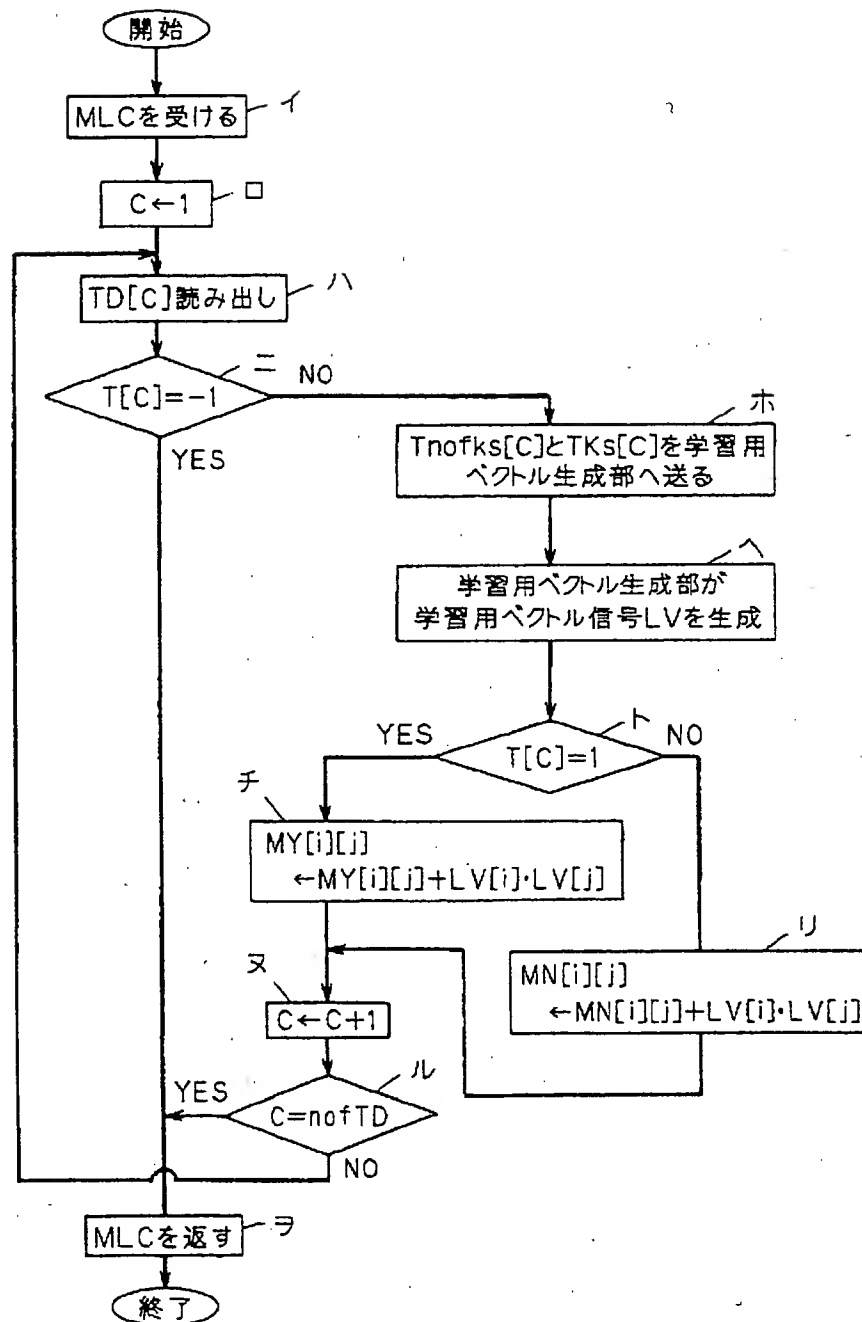 開始
MLCを受ける
イ
C←1
ロ
TD[C]読み出し
ハ
T[C]=-1
ニ
NO
YES
ホ
Tnofks[C]とTKs[C]を学習用
ベクトル生成部へ送る
ヘ
学習用ベクトル生成部が
学習用ベクトル信号LVを生成
ト
YES
T[C]=1
NO
チ
MY[i][j]
←MY[i][j]+LV[i]·LV[j]
リ
MN[i][j]
←MN[i][j]+LV[i]·LV[j]
ヌ
C←C+1
ル
YES
C=nofTD
NO
MLCを返す
ヲ
終了